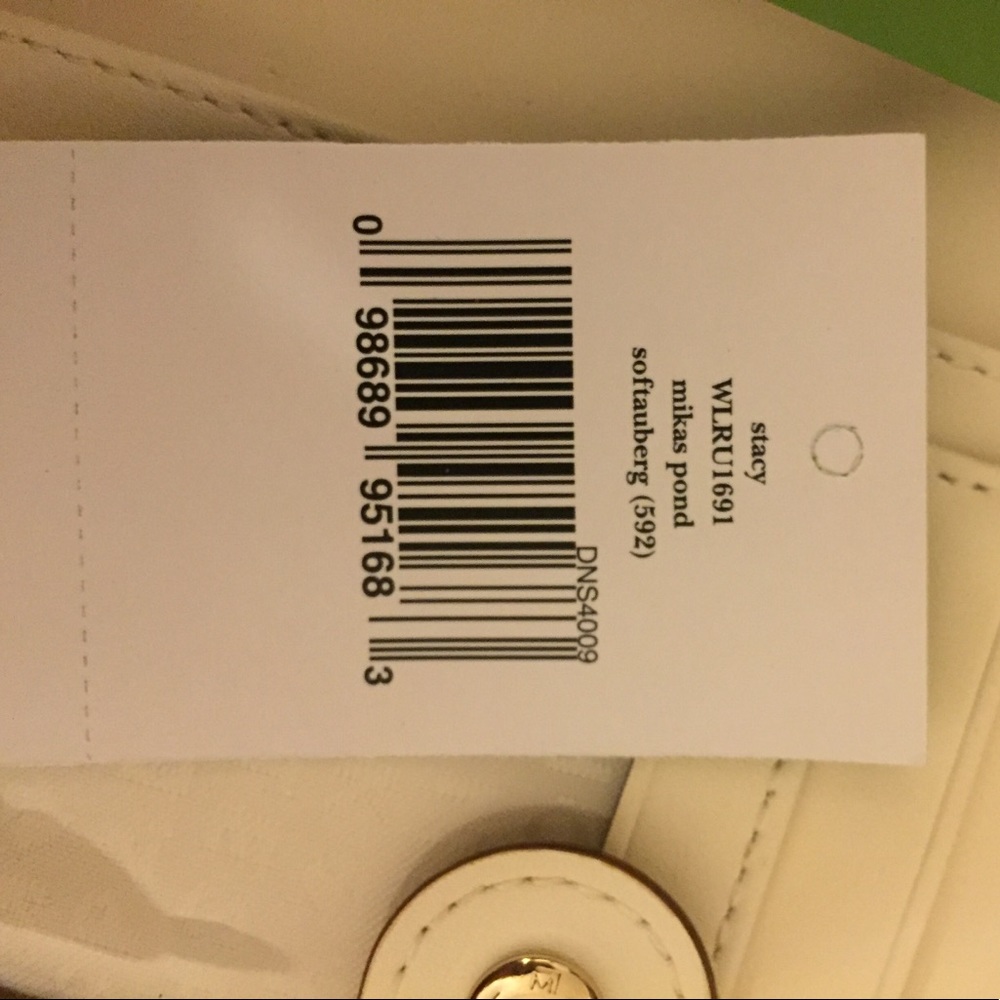 stacy
WLRU1691
mikas pond
softauberg (592)
DNS4009
0 98689 95168 3